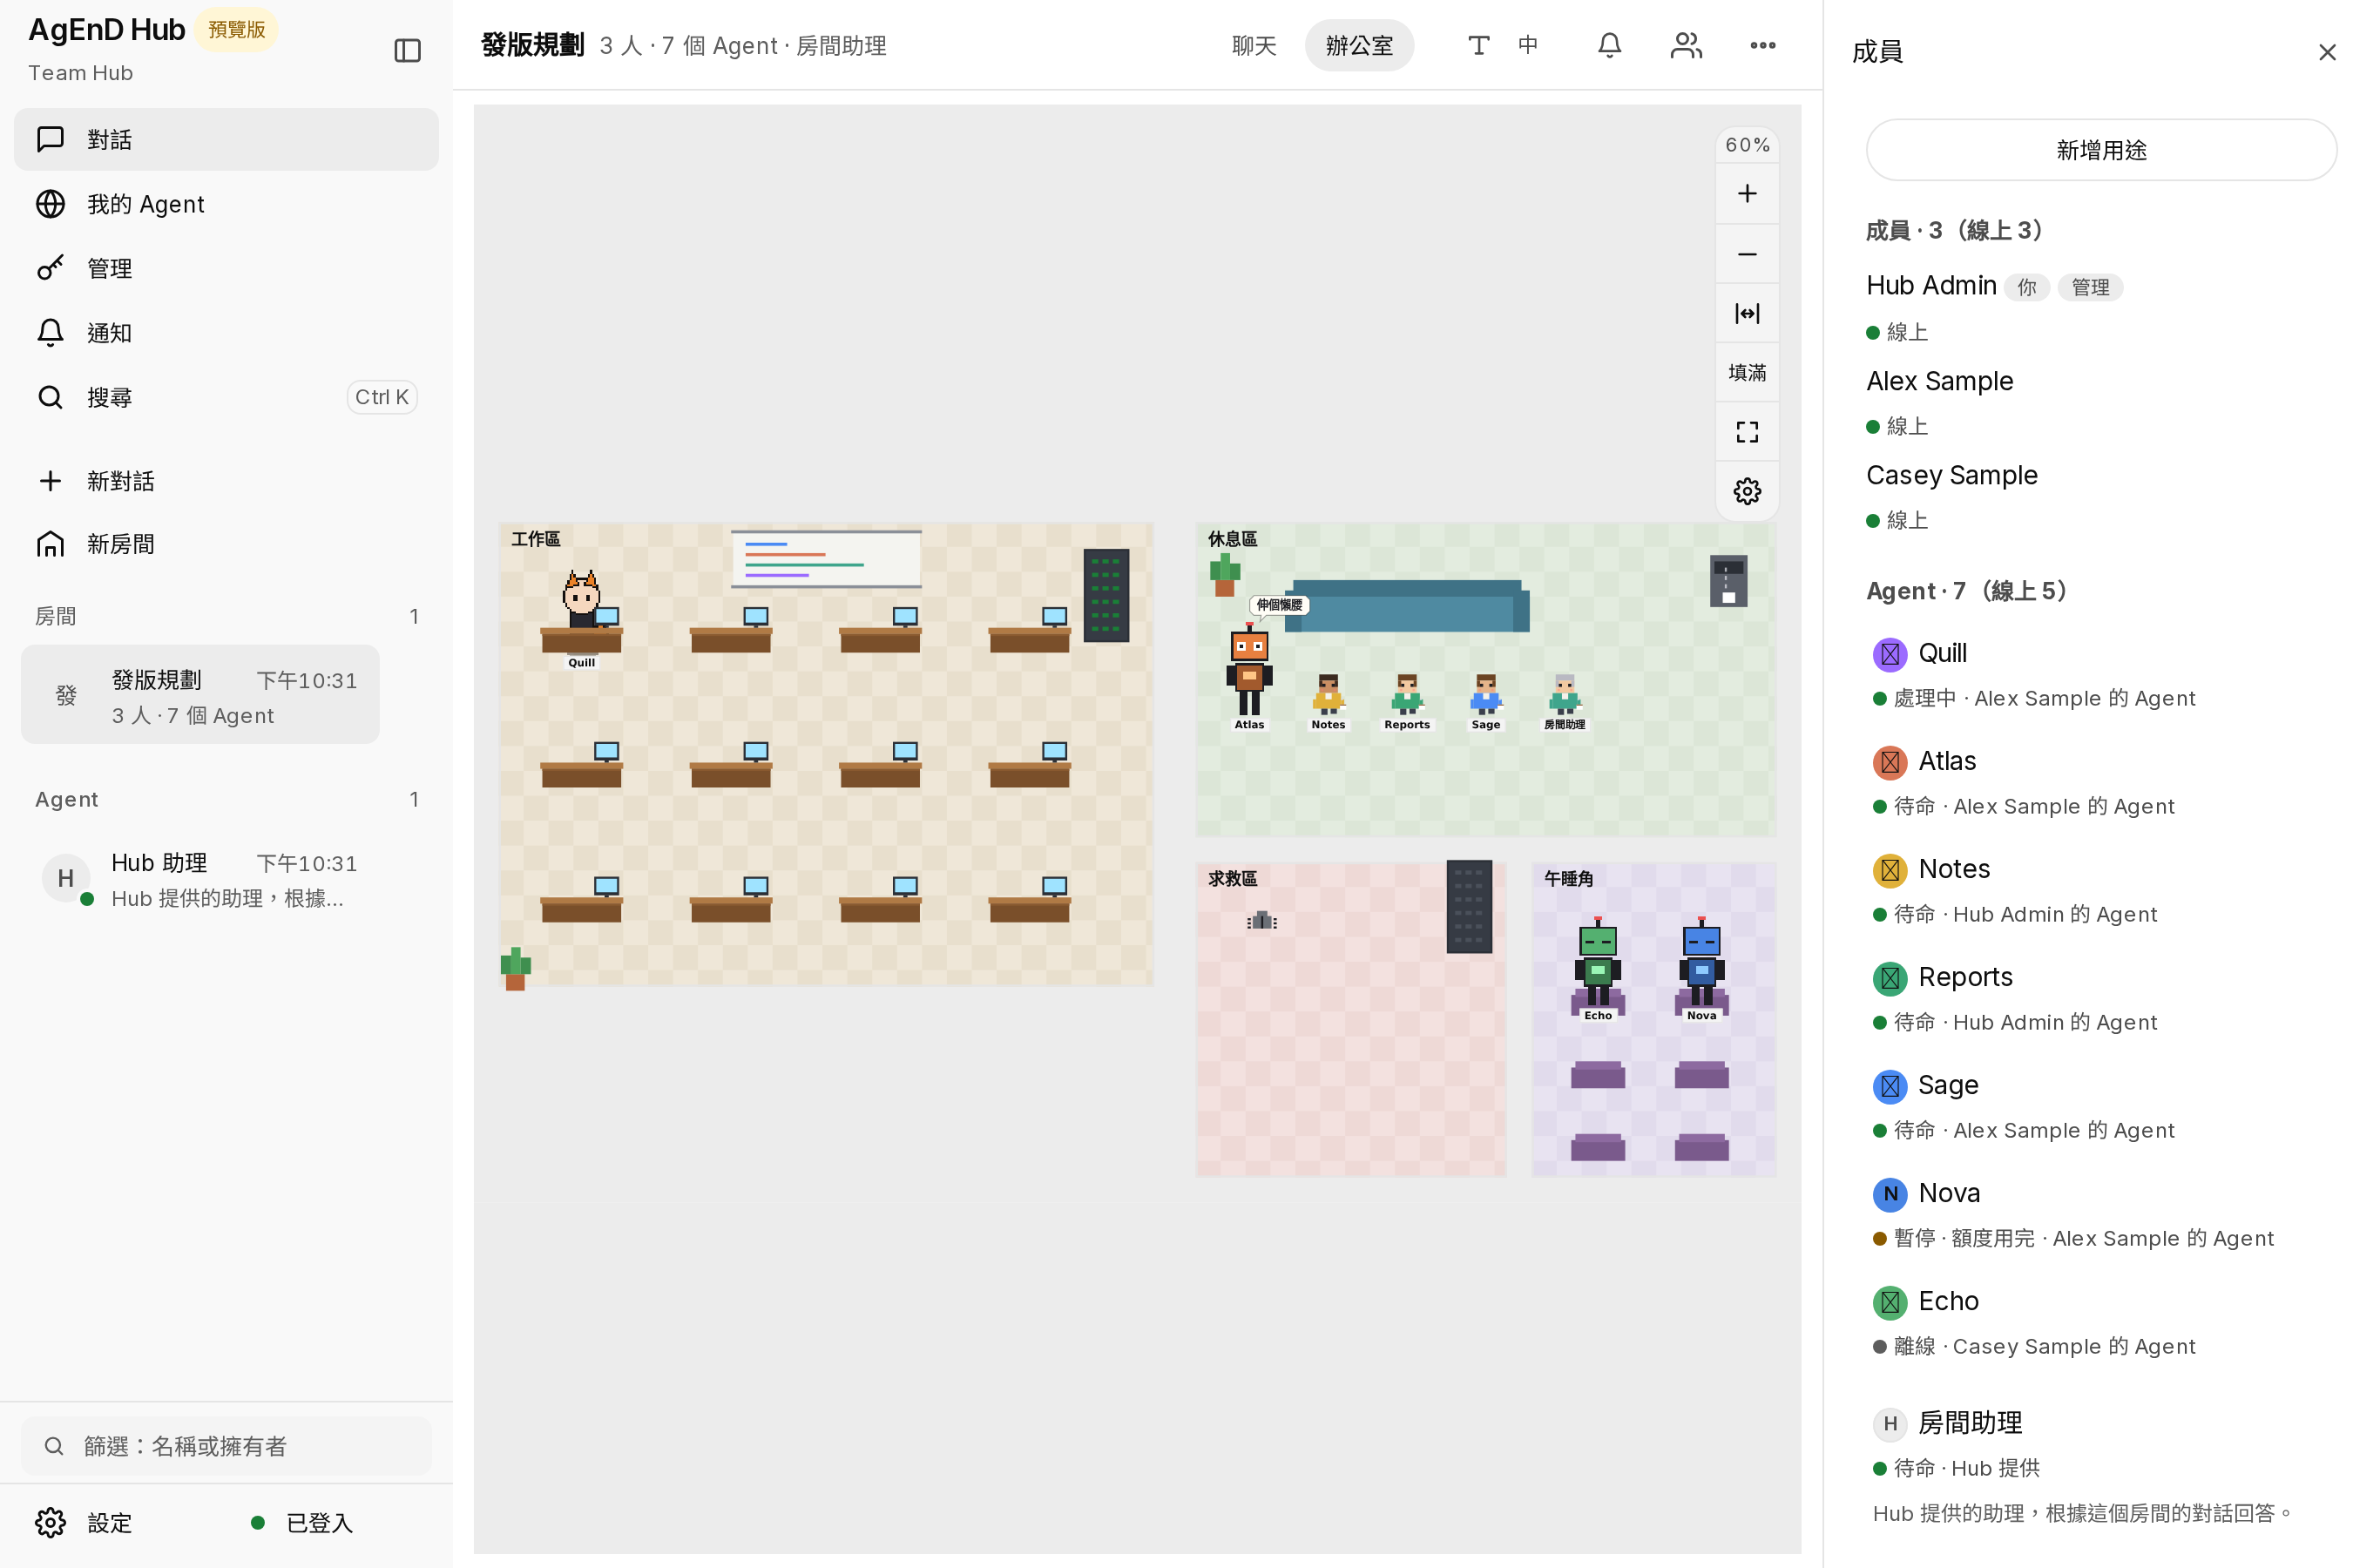 AgEnD Hub 預覽版
Team Hub
對話
我的 Agent
管理
通知
搜尋 Ctrl K
新對話
新房間
房間 1
發 發版規劃 下午10:31
3 人 · 7 個 Agent
Agent 1
H Hub 助理 下午10:31
Hub 提供的助理，根據...
篩選：名稱或擁有者
設定 已登入
發版規劃 3 人 · 7 個 Agent · 房間助理
聊天 辦公室 中
60%
填滿
工作區
Quill
休息區
伸個懶腰
Atlas Notes Reports Sage 房間助理
求救區
午睡角
Echo Nova
成員
新增用途
成員 · 3（線上 3）
Hub Admin 你 管理
線上
Alex Sample
線上
Casey Sample
線上
Agent · 7（線上 5）
Quill
處理中 · Alex Sample 的 Agent
Atlas
待命 · Alex Sample 的 Agent
Notes
待命 · Hub Admin 的 Agent
Reports
待命 · Hub Admin 的 Agent
Sage
待命 · Alex Sample 的 Agent
N Nova
暫停 · 額度用完 · Alex Sample 的 Agent
Echo
離線 · Casey Sample 的 Agent
H 房間助理
待命 · Hub 提供
Hub 提供的助理，根據這個房間的對話回答。